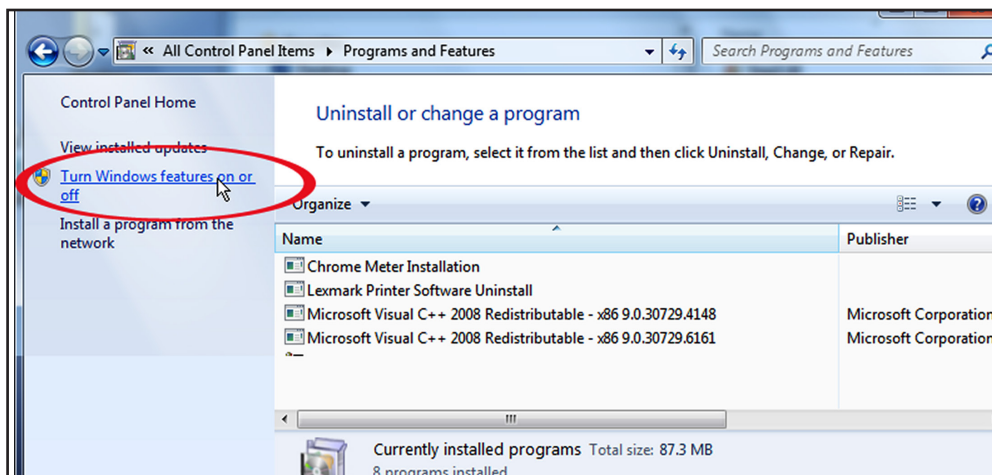 « All Control Panel Items ▸ Programs and Features
Search Programs and Features
Control Panel Home
View installed updates
Turn Windows features on or
off
Install a program from the
network
Uninstall or change a program
To uninstall a program, select it from the list and then click Uninstall, Change, or Repair.
Organize
Name Publisher
Chrome Meter Installation
Lexmark Printer Software Uninstall
Microsoft Visual C++ 2008 Redistributable - x86 9.0.30729.4148 Microsoft Corporation
Microsoft Visual C++ 2008 Redistributable - x86 9.0.30729.6161 Microsoft Corporation
Currently installed programs Total size: 87.3 MB
8 programs installed